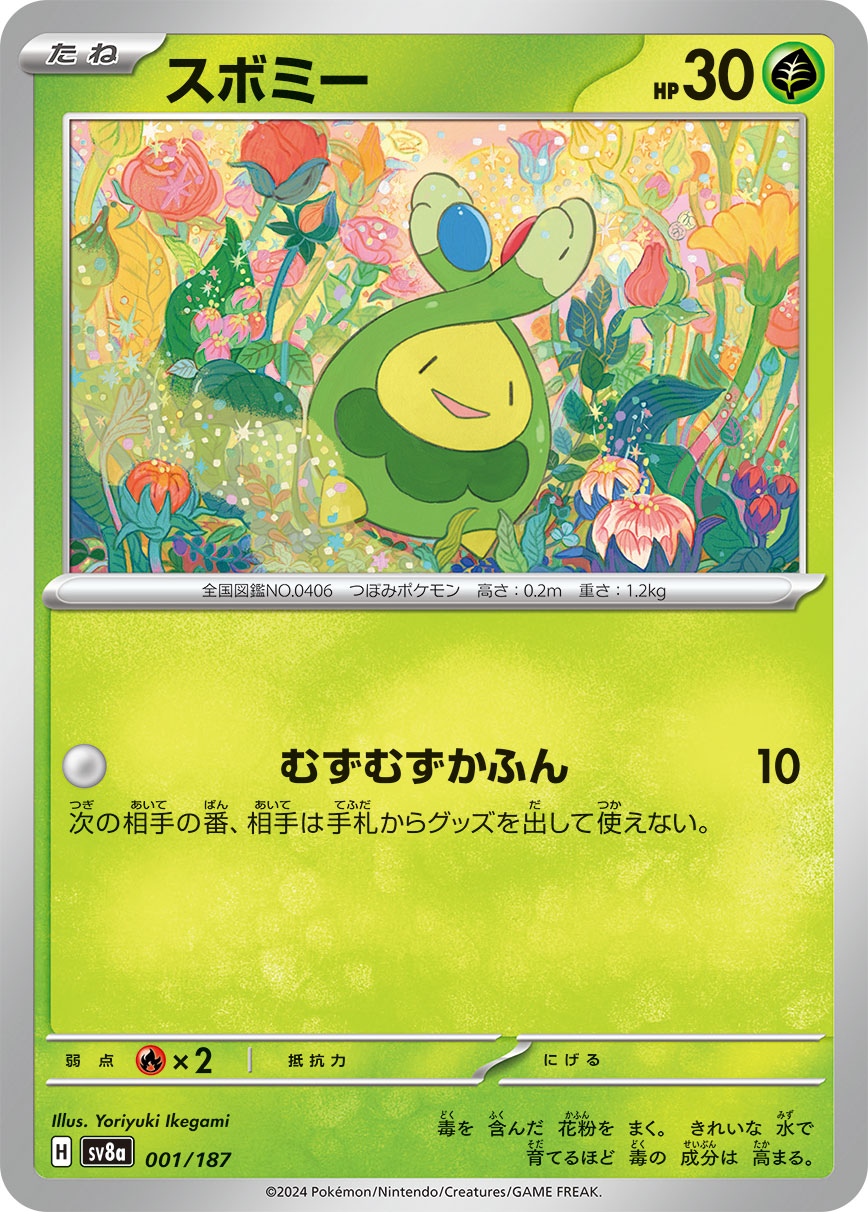 たね スボミー HP30
全国図鑑NO.0406 つぼみポケモン 高さ：0.2m 重さ：1.2kg
むずむずかふん 10
次の相手の番、相手は手札からグッズを出して使えない。
弱点 ×2 抵抗力 にげる
Illus. Yoriyuki Ikegami
毒を 含んだ 花粉を まく。 きれいな 水で
育てるほど 毒の 成分は 高まる。
H sv8a 001/187
©2024 Pokémon/Nintendo/Creatures/GAME FREAK.